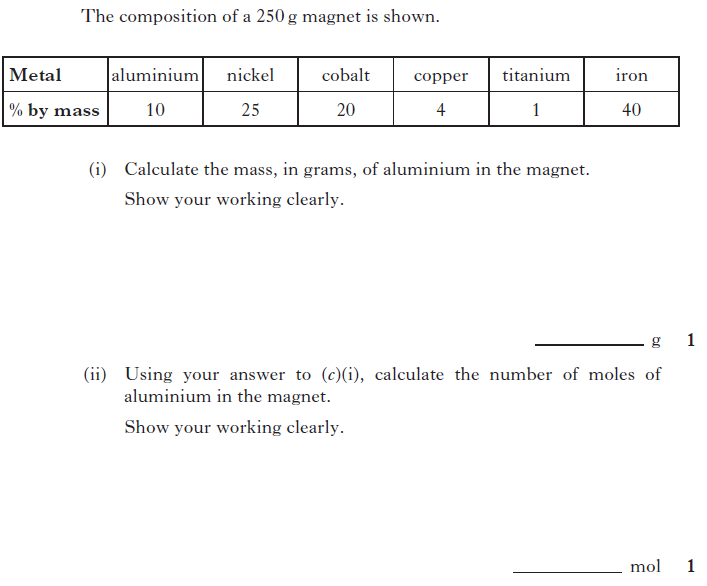 The composition of a 250 g magnet is shown.
Metal aluminium nickel cobalt copper titanium iron
% by mass 10 25 20 4 1 40
(i) Calculate the mass, in grams, of aluminium in the magnet.
Show your working clearly.
g 1
(ii) Using your answer to (c)(i), calculate the number of moles of
aluminium in the magnet.
Show your working clearly.
mol 1